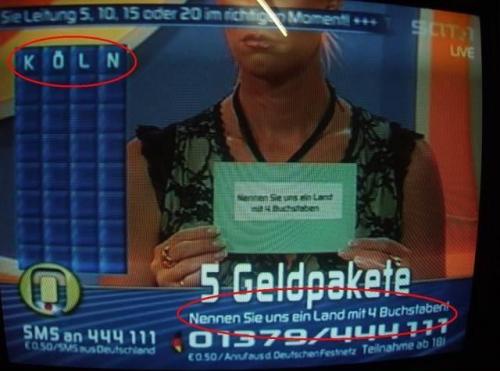 Sie Leitung 5, 10, 15 oder 20 im richtigen Moment! +++
LIVE
KÖLN
Nennen Sie uns ein Land
mit 4 Buchstaben
5 Geldpakete
Nennen Sie uns ein Land mit 4 Buchstaben!
SMS an 444 111
€0.50/SMS aus Deutschland
01379/444 111
€0.50/Anruf aus d. Deutschen Festnetz Teilnahme ab 18!